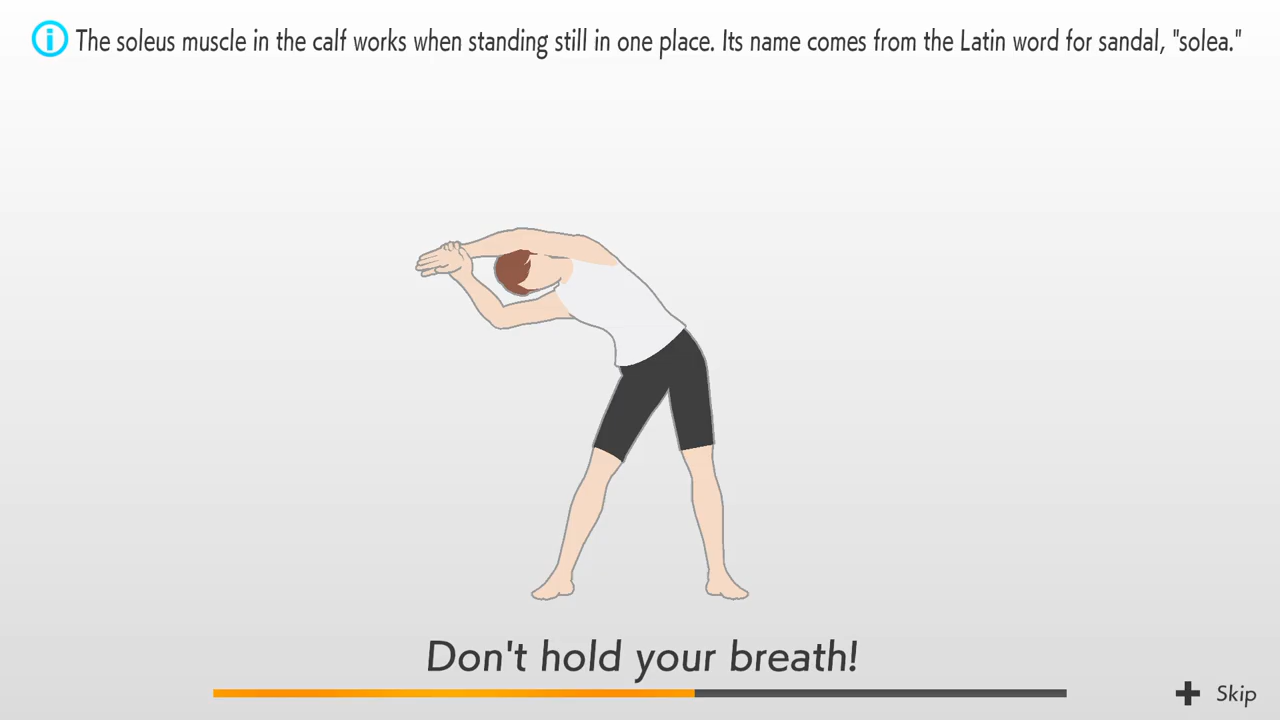 The soleus muscle in the calf works when standing still in one place. Its name comes from the Latin word for sandal, "solea."
Don't hold your breath!
Skip